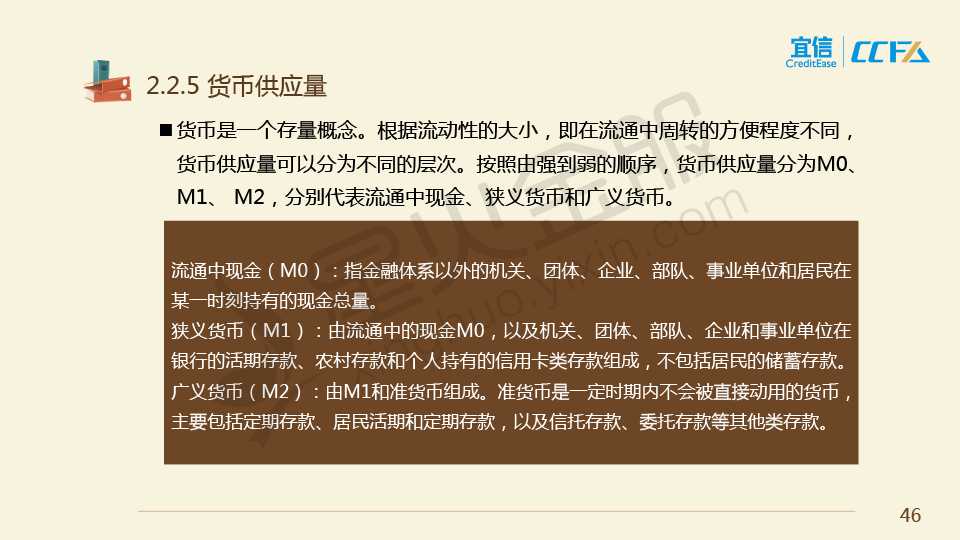 宜信
CreditEase
CCFA
2.2.5 货币供应量
■货币是一个存量概念。根据流动性的大小，即在流通中周转的方便程度不同，
货币供应量可以分为不同的层次。按照由强到弱的顺序，货币供应量分为M0、
M1、 M2，分别代表流通中现金、狭义货币和广义货币。
流通中现金（M0）：指金融体系以外的机关、团体、企业、部队、事业单位和居民在
某一时刻持有的现金总量。
狭义货币（M1）：由流通中的现金M0，以及机关、团体、部队、企业和事业单位在
银行的活期存款、农村存款和个人持有的信用卡类存款组成，不包括居民的储蓄存款。
广义货币（M2）：由M1和准货币组成。准货币是一定时期内不会被直接动用的货币，
主要包括定期存款、居民活期和定期存款，以及信托存款、委托存款等其他类存款。
星火金服
xinghuo.yixin.com
46